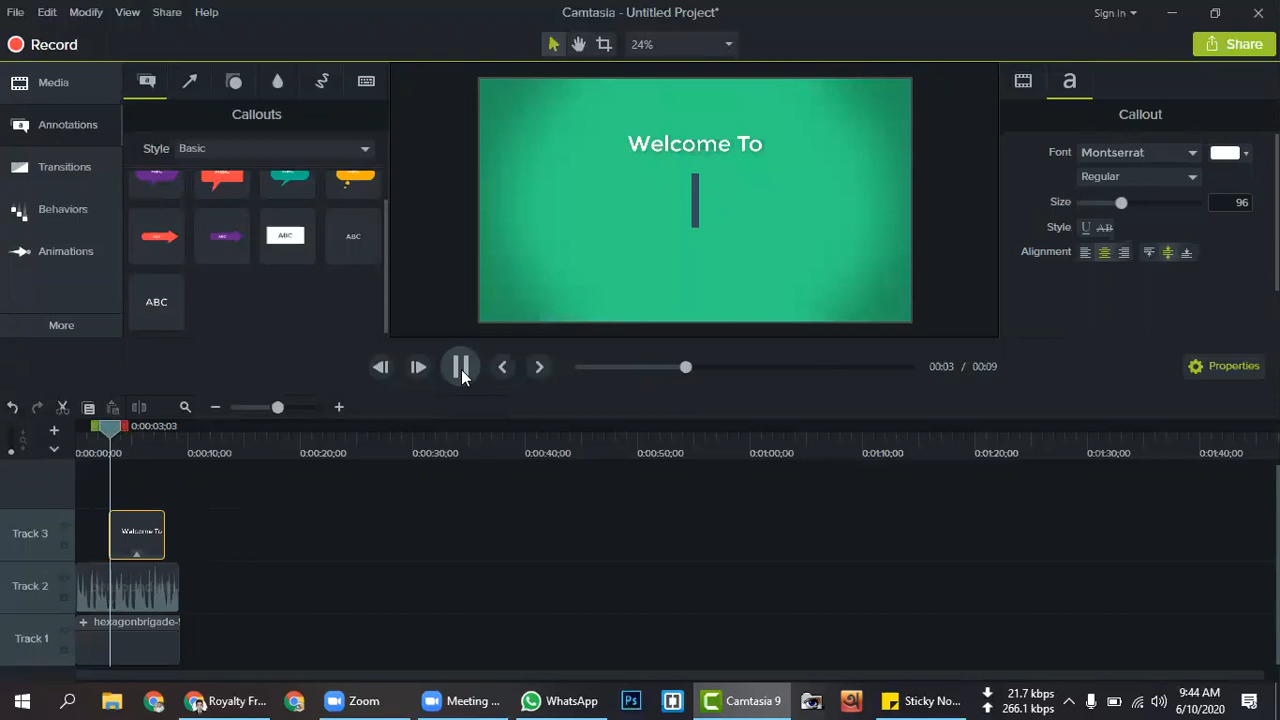 File Edit Modify View Share Help
Camtasia - Untitled Project*
Sign In
Record
24%
Share
Media
Annotations
Transitions
Behaviors
Animations
More
Callouts
Style Basic
ABC
ABC
ABC
Welcome To
Callout
Font Montserrat
Regular
Size 96
Style U AB
Alignment
00:03 / 00:09
Properties
0:00:03;03
0:00:00;00 0:00:10;00 0:00:20;00 0:00:30;00 0:00:40;00 0:00:50;00 0:01:00;00 0:01:10;00 0:01:20;00 0:01:30;00 0:01:40;00
Track 3
Welcome To
Track 2
Track 1
+ hexagonbrigade-
Royalty Fr...
Zoom
Meeting ...
WhatsApp
Ps
Camtasia 9
Sticky No...
21.7 kbps
266.1 kbps
9:44 AM
6/10/2020